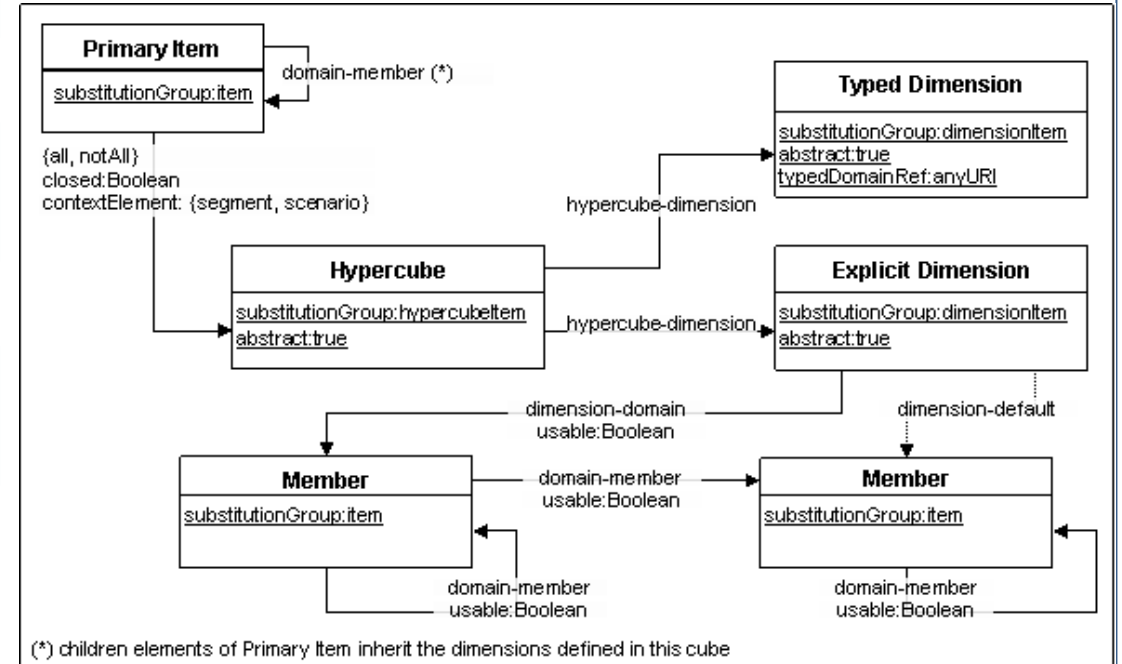 Primary Item
substitutionGroup:item
domain-member (*)
{all, notAll}
closed:Boolean
contextElement: {segment, scenario}
Typed Dimension
substitutionGroup:dimensionItem
abstract:true
typedDomainRef:anyURI
hypercube-dimension
Hypercube
substitutionGroup:hypercubeItem
abstract:true
hypercube-dimension
Explicit Dimension
substitutionGroup:dimensionItem
abstract:true
dimension-domain
usable:Boolean
dimension-default
Member
substitutionGroup:item
domain-member
usable:Boolean
Member
substitutionGroup:item
domain-member
usable:Boolean
domain-member
usable:Boolean
(*) children elements of Primary Item inherit the dimensions defined in this cube